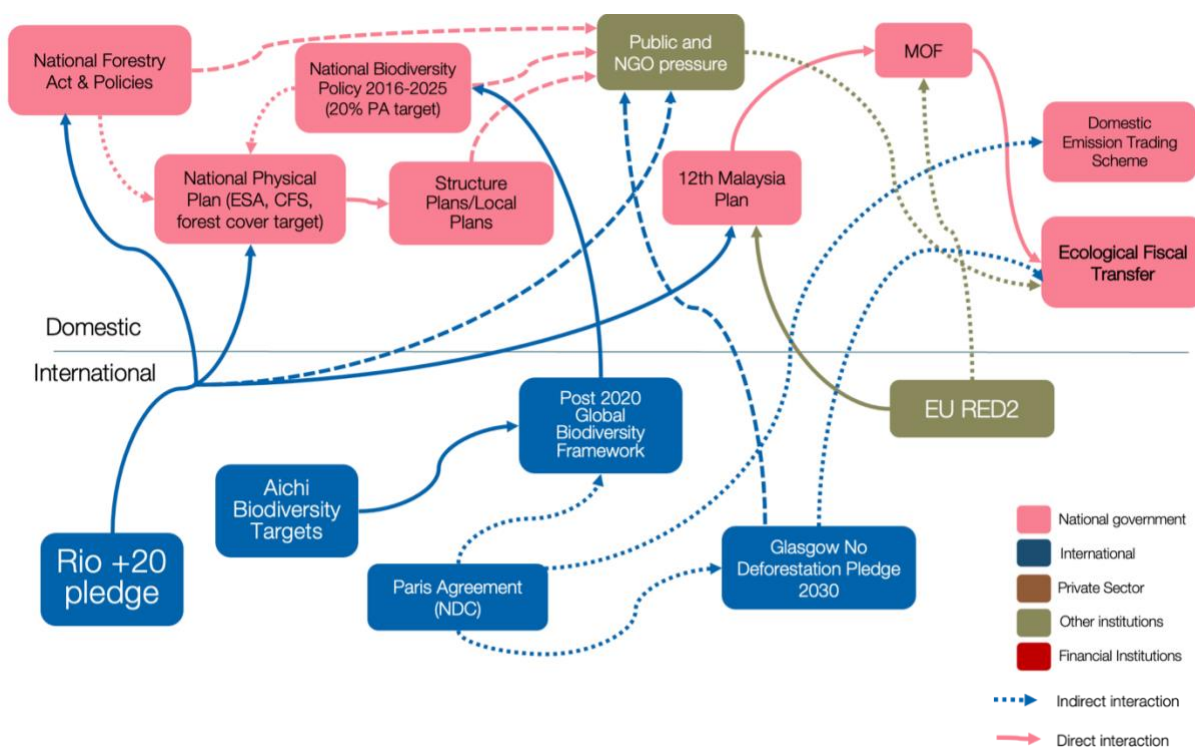 National Forestry
Act & Policies
National Biodiversity
Policy 2016-2025
(20% PA target)
Public and
NGO pressure
MOF
Domestic
Emission Trading
Scheme
National Physical
Plan (ESA, CFS,
forest cover target)
Structure
Plans/Local
Plans
12th Malaysia
Plan
Ecological Fiscal
Transfer
Domestic
International
Post 2020
Global
Biodiversity
Framework
EU RED2
Aichi
Biodiversity
Targets
Rio +20
pledge
Paris Agreement
(NDC)
Glasgow No
Deforestation Pledge
2030
National government
International
Private Sector
Other institutions
Financial Institutions
Indirect interaction
Direct interaction